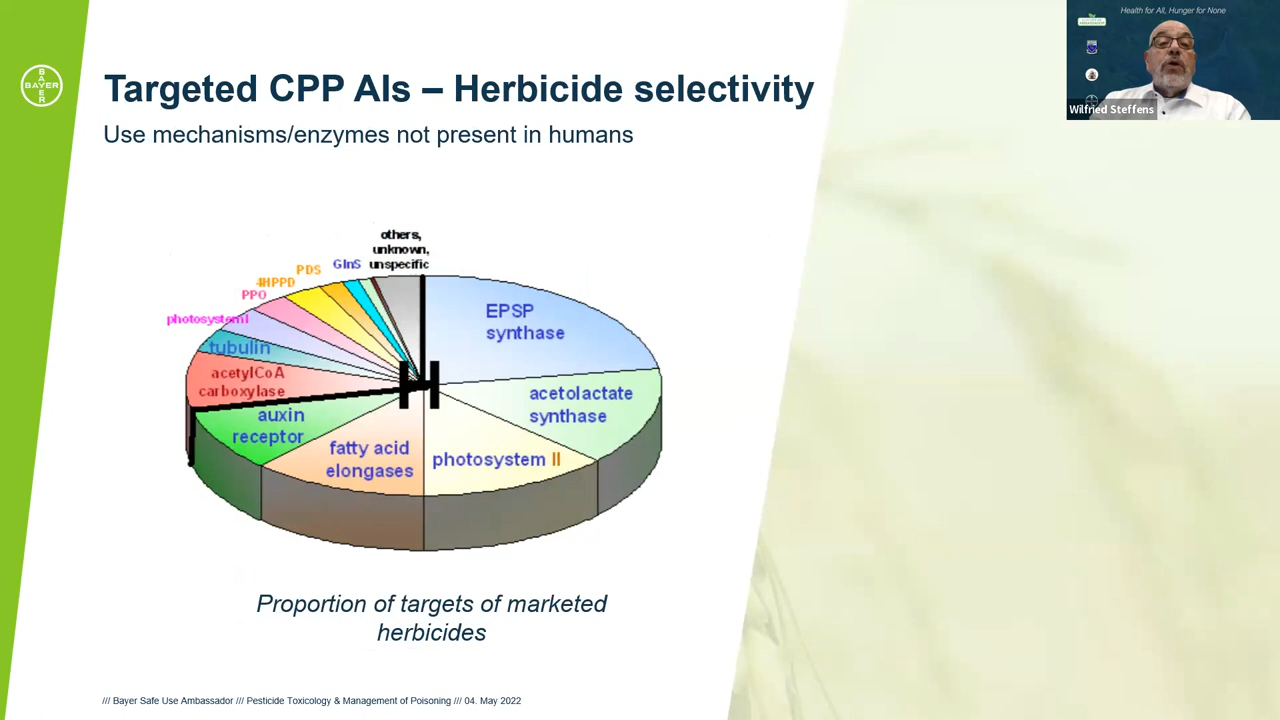 Targeted CPP AIs – Herbicide selectivity
Use mechanisms/enzymes not present in humans
BAYER
BAYER
Health for All, Hunger for None
Wilfried Steffens
others,
unknown,
unspecific
GlnS
PDS
4HPPD
PPO
photosystem I
tubulin
acetylCoA
carboxylase
auxin
receptor
fatty acid
elongases
photosystem II
acetolactate
synthase
EPSP
synthase
Proportion of targets of marketed
herbicides
/// Bayer Safe Use Ambassador /// Pesticide Toxicology & Management of Poisoning /// 04. May 2022